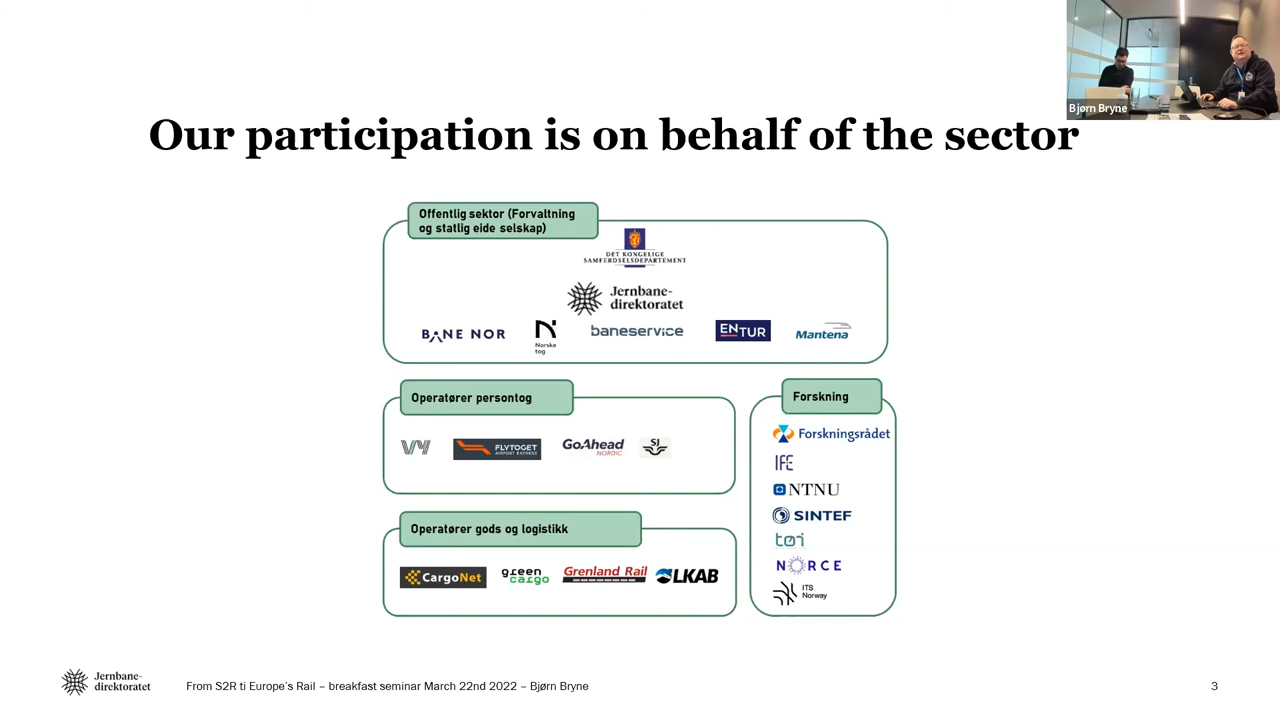 Bjørn Bryne
Our participation is on behalf of the sector
Offentlig sektor (Forvaltning
og statlig eide selskap)
DET KONGELIGE
SAMFERDSELSDEPARTEMENT
Jernbane-
direktoratet
BANE NOR
Norske
tog
baneservice
ENTUR
Mantena
Operatører persontog
VY
FLYTOGET
AIRPORT EXPRESS
GoAhead
NORDIC
SJ
Operatører gods og logistikk
CargoNet
green
cargo
Grenland Rail
LKAB
Forskning
Forskningsrådet
IFE
NTNU
SINTEF
tøi
NORCE
ITS
Norway
Jernbane-
direktoratet
From S2R ti Europe's Rail – breakfast seminar March 22nd 2022 – Bjørn Bryne
3